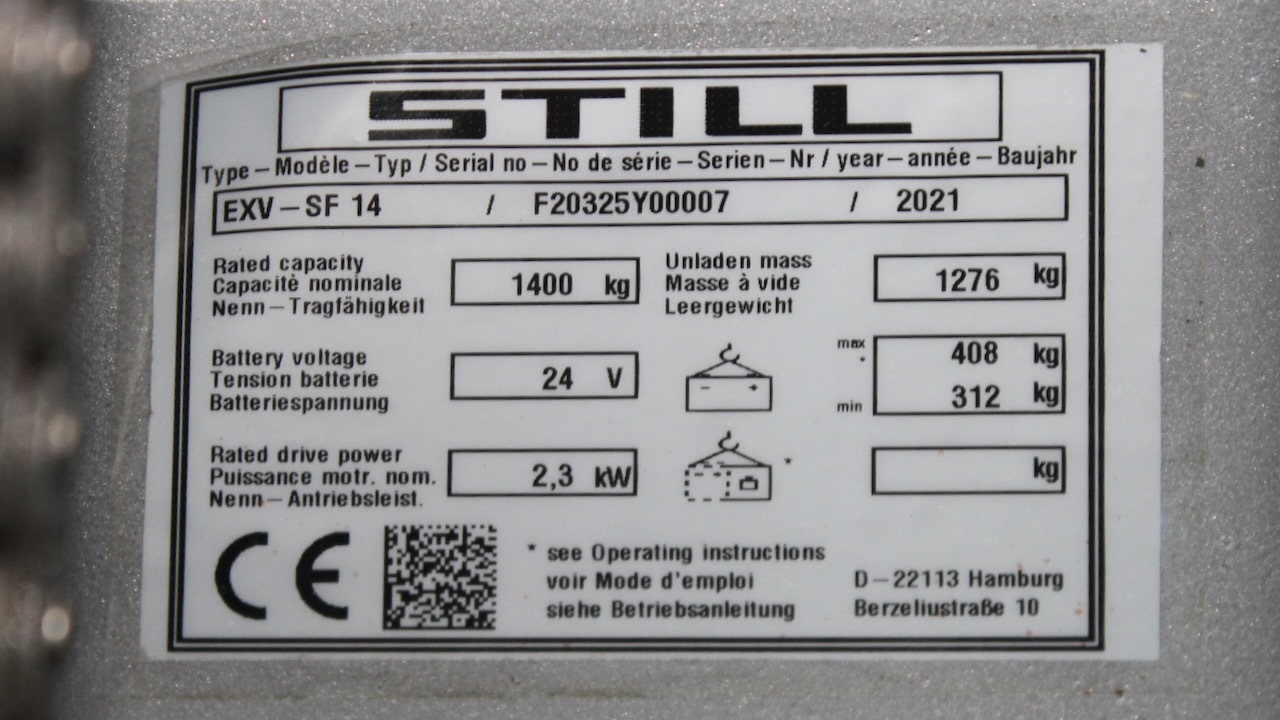 STILL
Type – Modèle – Typ / Serial no – No de série – Serien – Nr / year – année – Baujahr
EXV – SF 14 / F20325Y00007 / 2021
Rated capacity
Capacitè nominale
Nenn – Tragfähigkeit
1400 kg
Unladen mass
Masse à vide
Leergewicht
1276 kg
Battery voltage
Tension batterie
Batteriespannung
24 V
- +
max
*
min
408 kg
312 kg
Rated drive power
Puissance motr. nom.
Nenn – Antriebsleist.
2,3 kW
*
kg
CE
* see Operating instructions
voir Mode d'emploi
siehe Betriebsanleitung
D – 22113 Hamburg
Berzeliustraße 10